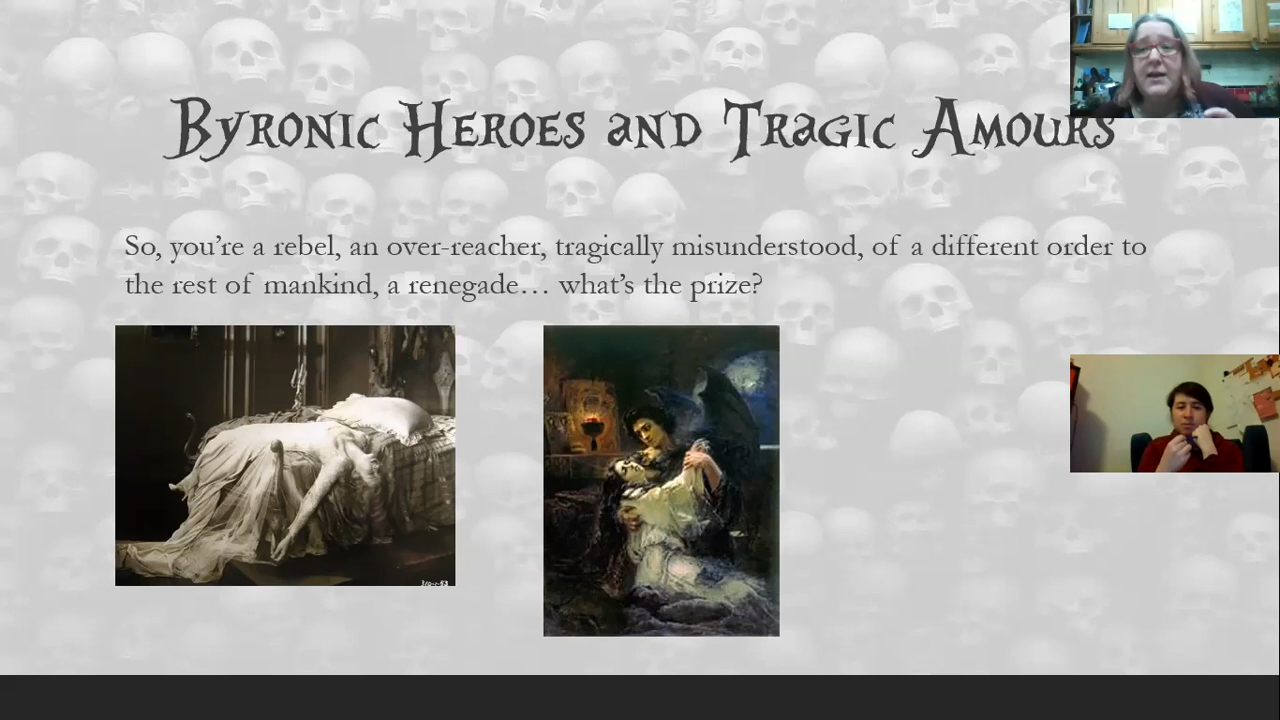 Byronic Heroes and Tragic Amours
So, you're a rebel, an over-reacher, tragically misunderstood, of a different order to
the rest of mankind, a renegade… what's the prize?